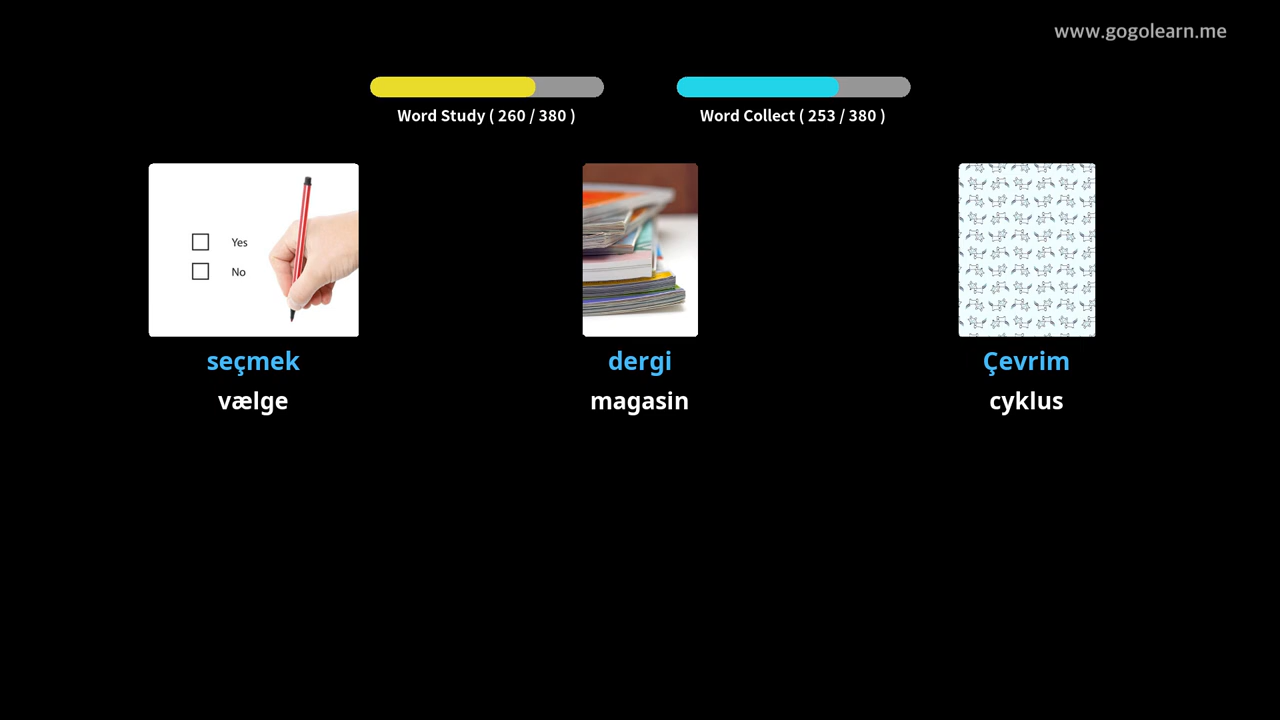 www.gogolearn.me
Word Study ( 260 / 380 )
Word Collect ( 253 / 380 )
Yes
No
seçmek
vælge
dergi
magasin
Çevrim
cyklus